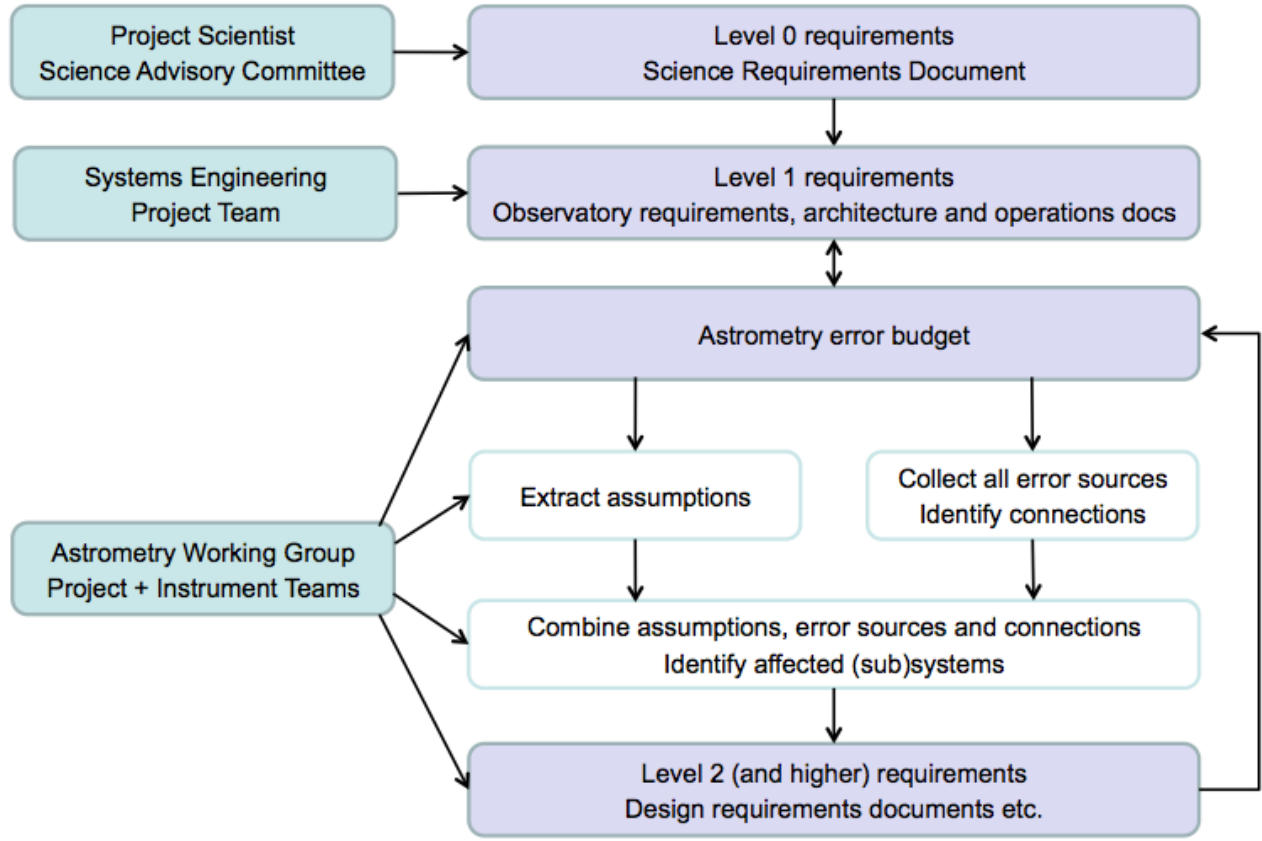 Project Scientist
Science Advisory Committee
Level 0 requirements
Science Requirements Document
Systems Engineering
Project Team
Level 1 requirements
Observatory requirements, architecture and operations docs
Astrometry error budget
Extract assumptions
Collect all error sources
Identify connections
Astrometry Working Group
Project + Instrument Teams
Combine assumptions, error sources and connections
Identify affected (sub)systems
Level 2 (and higher) requirements
Design requirements documents etc.